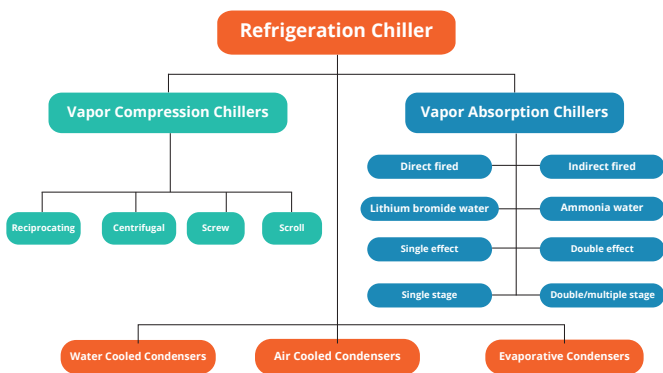 Refrigeration Chiller
Vapor Compression Chillers
Vapor Absorption Chillers
Direct fired
Indirect fired
Lithium bromide water
Ammonia water
Reciprocating
Centrifugal
Screw
Scroll
Single effect
Double effect
Single stage
Double/multiple stage
Water Cooled Condensers
Air Cooled Condensers
Evaporative Condensers